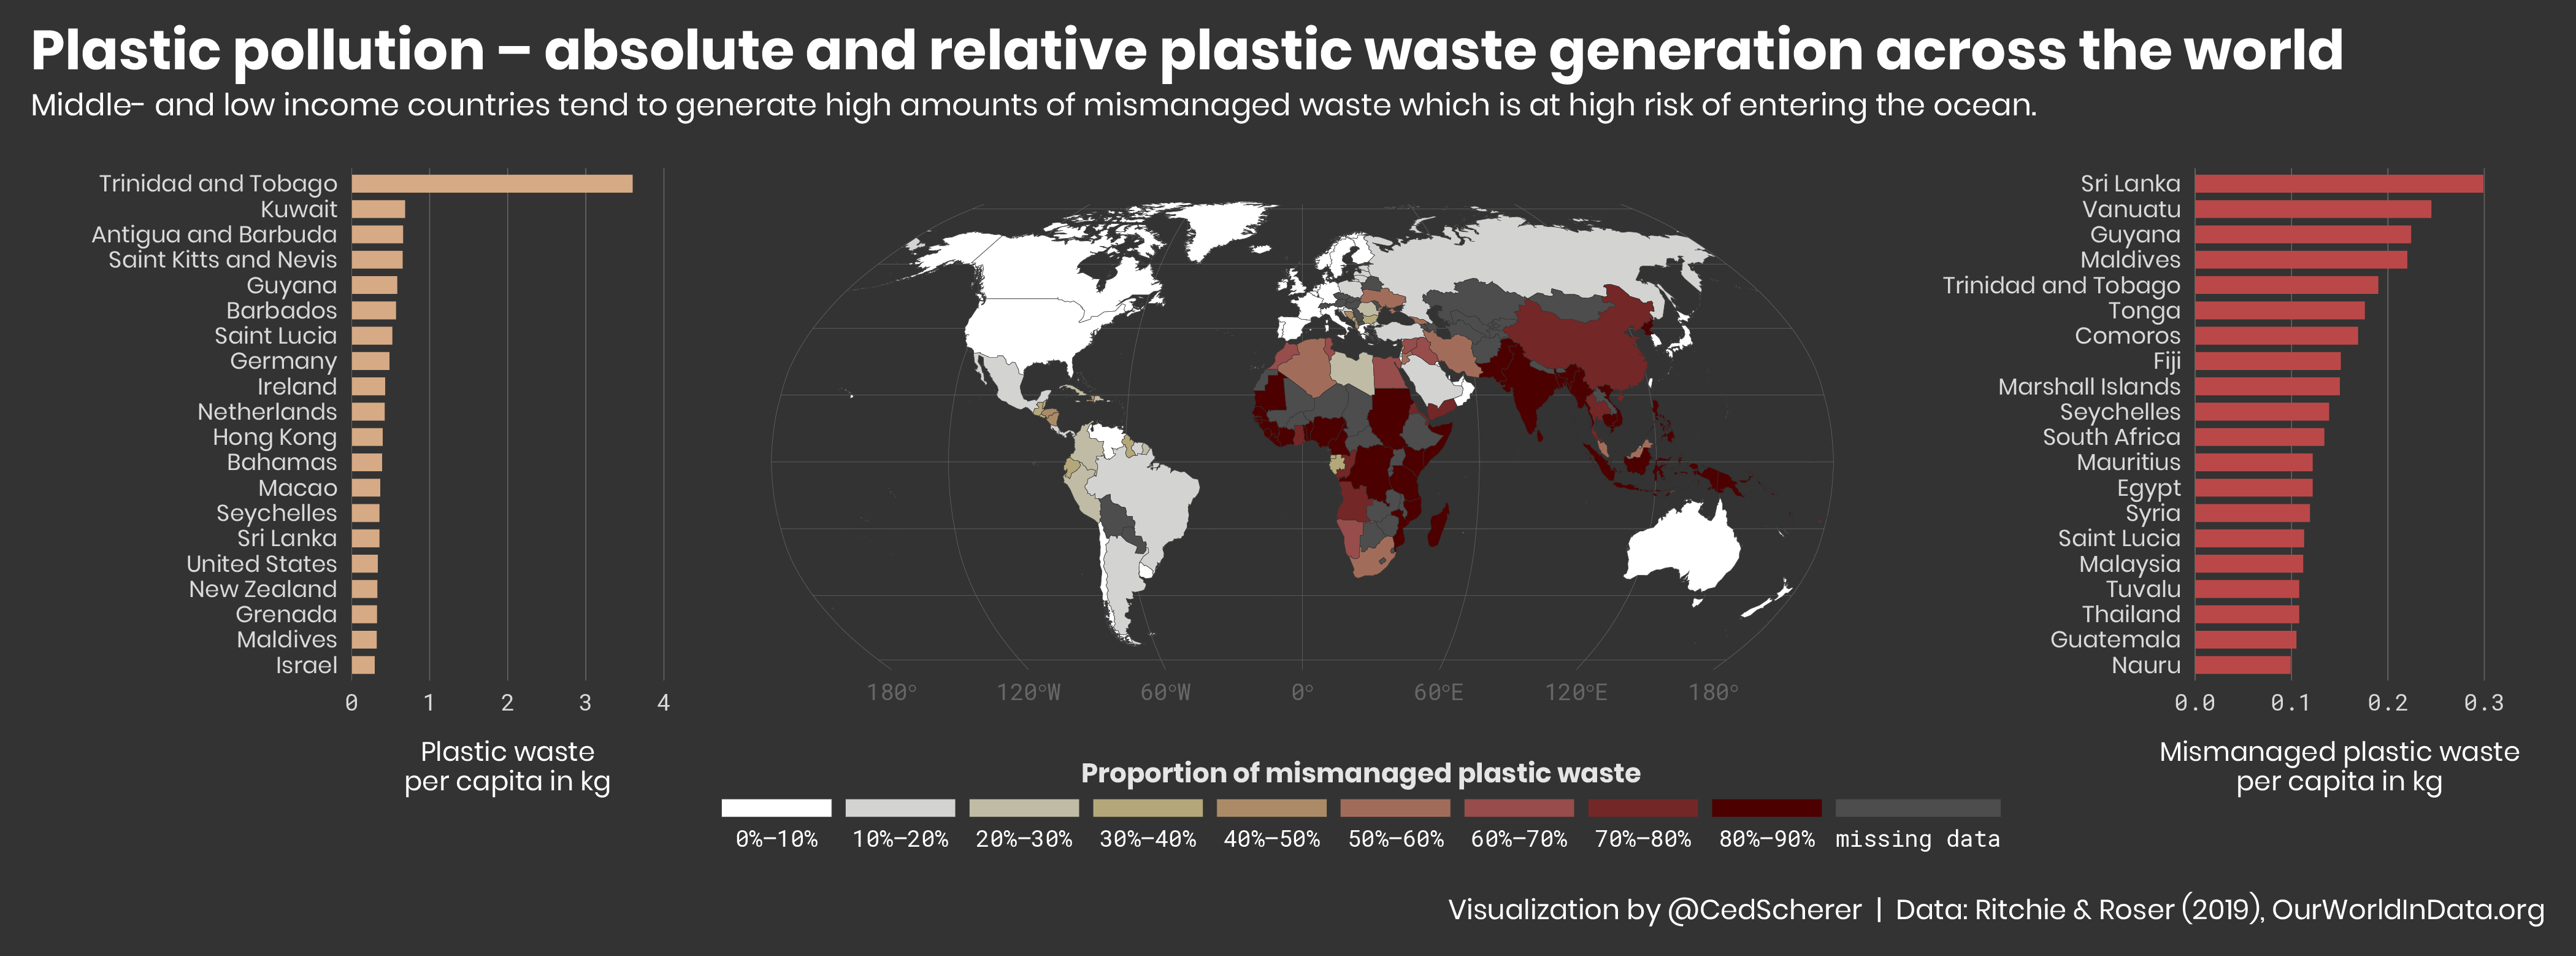 Plastic pollution – absolute and relative plastic waste generation across the world
Middle- and low income countries tend to generate high amounts of mismanaged waste which is at high risk of entering the ocean.
Trinidad and Tobago
Kuwait
Antigua and Barbuda
Saint Kitts and Nevis
Guyana
Barbados
Saint Lucia
Germany
Ireland
Netherlands
Hong Kong
Bahamas
Macao
Seychelles
Sri Lanka
United States
New Zealand
Grenada
Maldives
Israel
0 1 2 3 4
Plastic waste
per capita in kg
180° 120°W 60°W 0° 60°E 120°E 180°
Proportion of mismanaged plastic waste
0%–10% 10%–20% 20%–30% 30%–40% 40%–50% 50%–60% 60%–70% 70%–80% 80%–90% missing data
Sri Lanka
Vanuatu
Guyana
Maldives
Trinidad and Tobago
Tonga
Comoros
Fiji
Marshall Islands
Seychelles
South Africa
Mauritius
Egypt
Syria
Saint Lucia
Malaysia
Tuvalu
Thailand
Guatemala
Nauru
0.0 0.1 0.2 0.3
Mismanaged plastic waste
per capita in kg
Visualization by @CedScherer | Data: Ritchie & Roser (2019), OurWorldInData.org